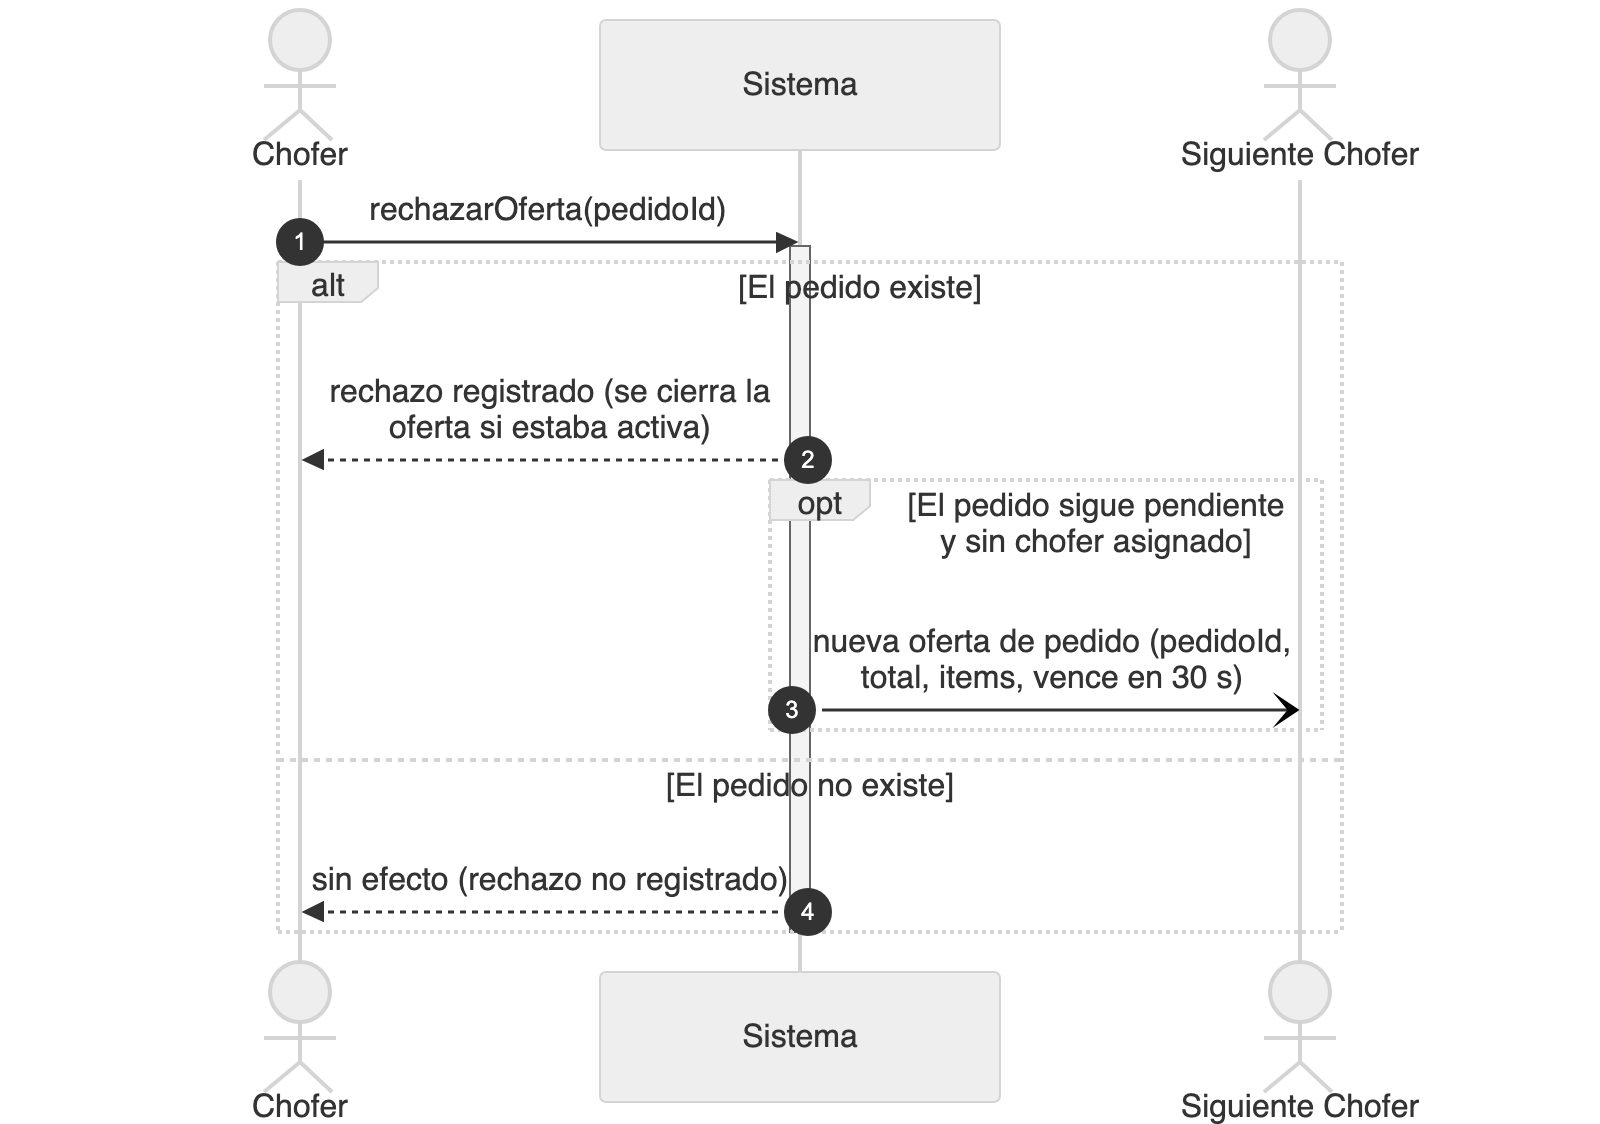 Chofer
Sistema
Siguiente Chofer
rechazarOferta(pedidoId)
1
alt
[El pedido existe]
rechazo registrado (se cierra la
oferta si estaba activa)
2
opt
[El pedido sigue pendiente
y sin chofer asignado]
nueva oferta de pedido (pedidoId,
total, items, vence en 30 s)
3
[El pedido no existe]
sin efecto (rechazo no registrado)
4
Chofer
Sistema
Siguiente Chofer